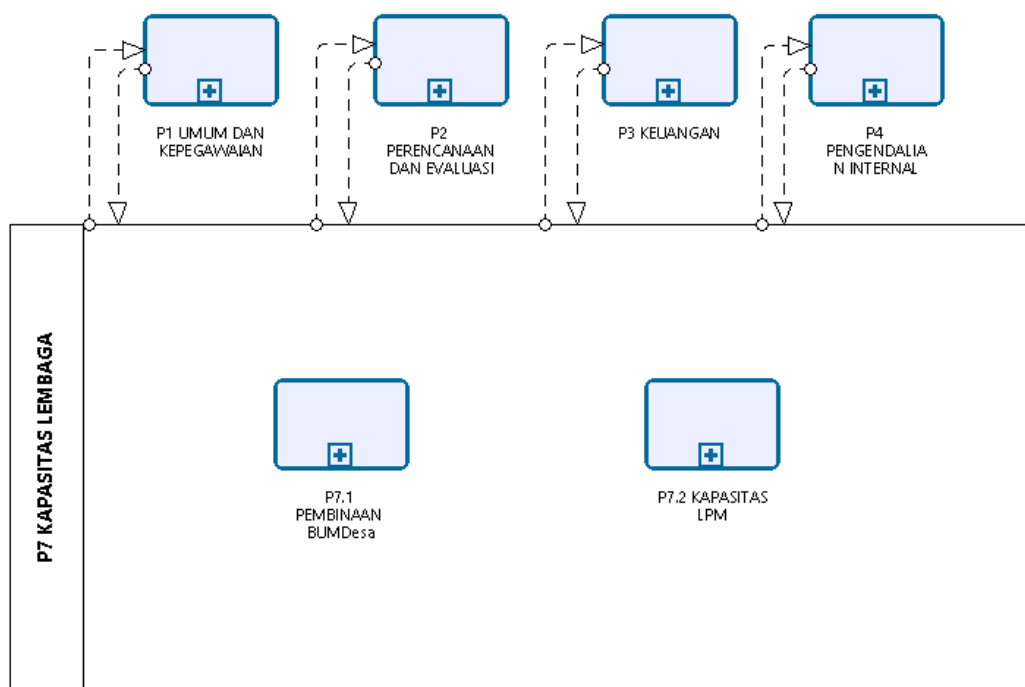 P1 UMUM DAN
KEPEGAWAIAN
P2
PERENCANAAN
DAN EVALUASI
P3 KEUANGAN
P4
PENGENDALIA
N INTERNAL
P7 KAPASITAS LEMBAGA
P7.1
PEMBINAAN
BUMDesa
P7.2 KAPASITAS
LPM